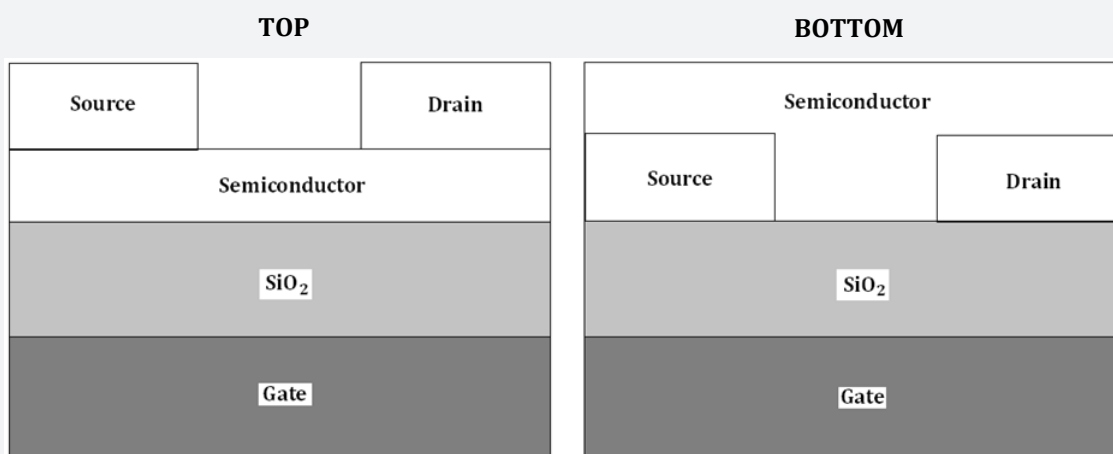 TOP
BOTTOM
Source
Drain
Semiconductor
SiO₂
Gate
Semiconductor
Source
Drain
SiO₂
Gate